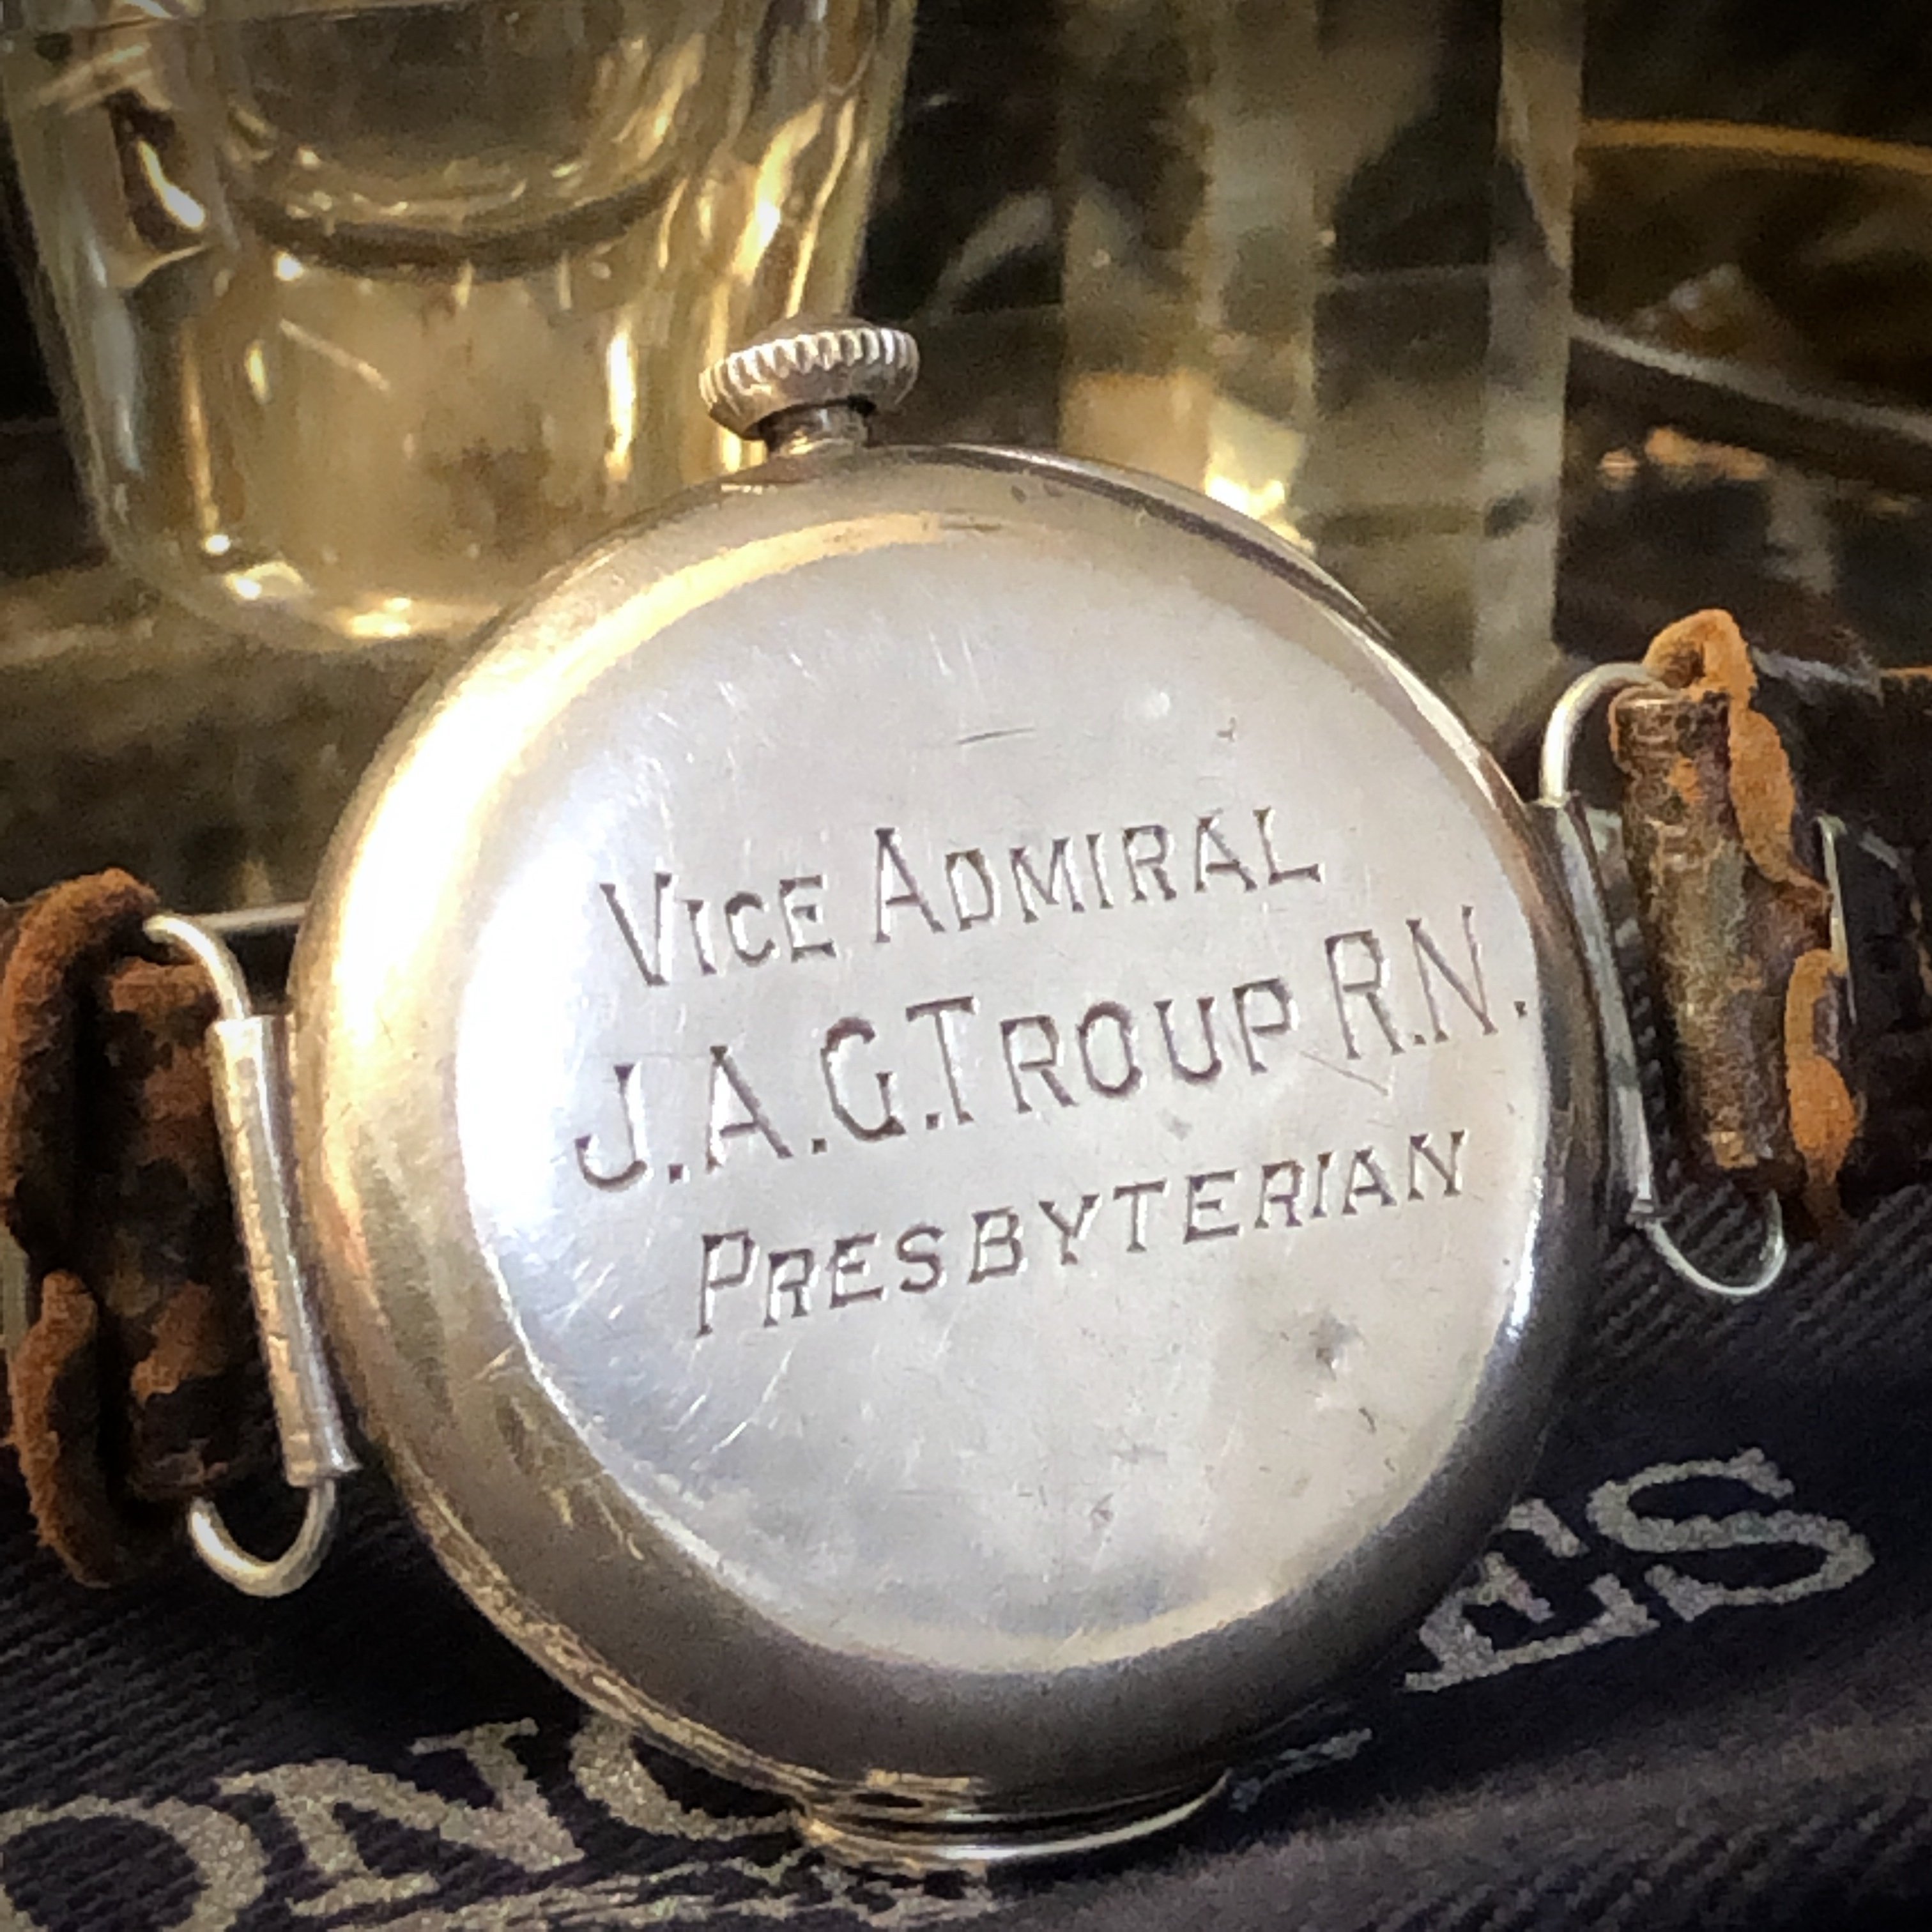 VICE ADMIRAL
J.A.G.TROUP R.N.
PRESBYTERIAN